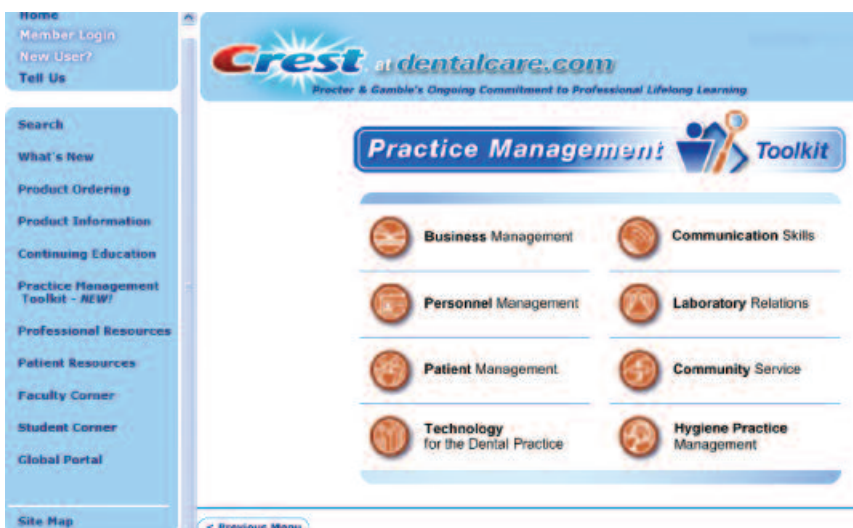 Home
Member Login
New User?
Tell Us
Search
What's New
Product Ordering
Product Information
Continuing Education
Practice Management
Toolkit - NEW!
Professional Resources
Patient Resources
Faculty Corner
Student Corner
Global Portal
Site Map
Crest at dentalcare.com
Procter & Gamble's Ongoing Commitment to Professional Lifelong Learning
Practice Management Toolkit
Business Management
Communication Skills
Personnel Management
Laboratory Relations
Patient Management
Community Service
Technology
for the Dental Practice
Hygiene Practice
Management
< Previous Menu